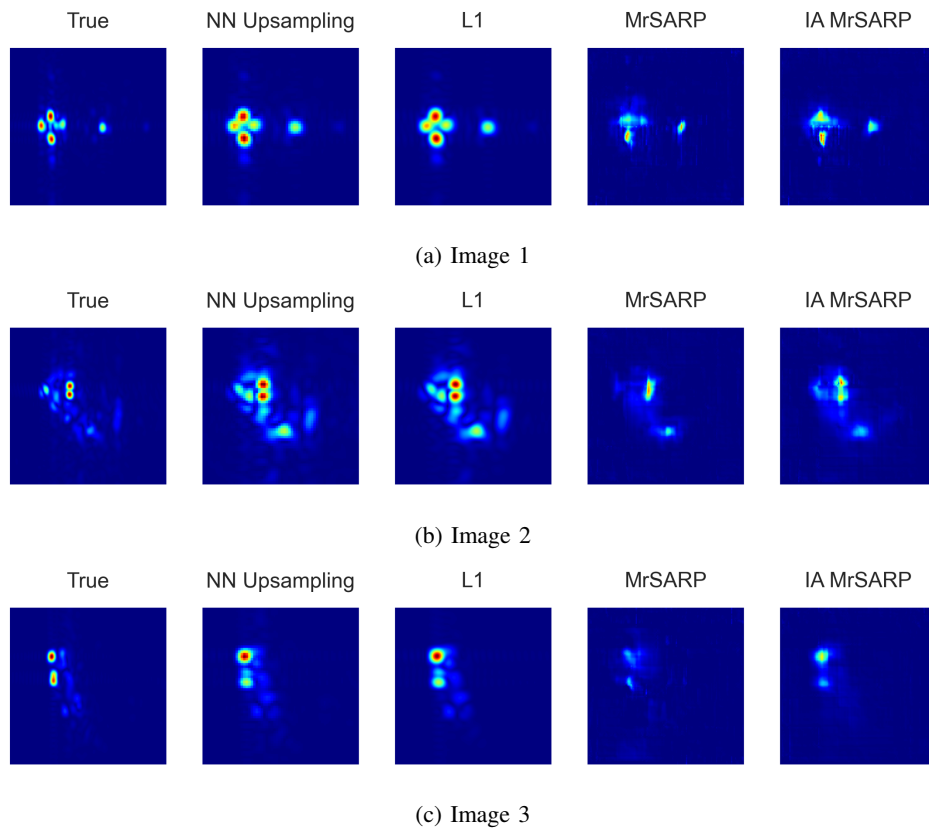 True NN Upsampling L1 MrSARP IA MrSARP
(a) Image 1
True NN Upsampling L1 MrSARP IA MrSARP
(b) Image 2
True NN Upsampling L1 MrSARP IA MrSARP
(c) Image 3